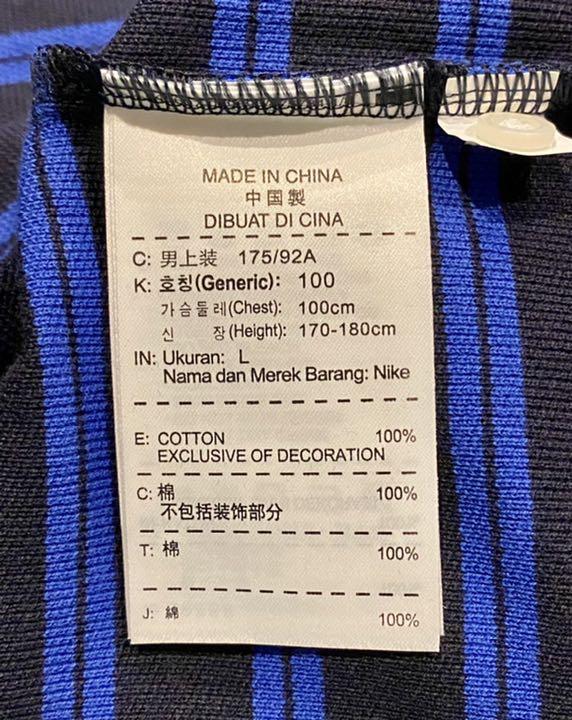 MADE IN CHINA
中国製
DIBUAT DI CINA
C: 男上装 175/92A
K: 호칭(Generic): 100
가슴둘레(Chest): 100cm
신 장(Height): 170-180cm
IN: Ukuran: L
Nama dan Merek Barang: Nike
E: COTTON 100%
EXCLUSIVE OF DECORATION
C: 棉 100%
不包括装饰部分
T: 棉 100%
J: 綿 100%